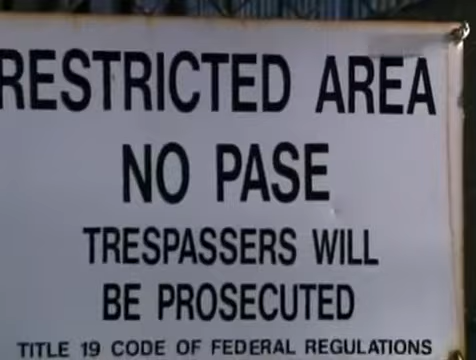 RESTRICTED AREA
NO PASE
TRESPASSERS WILL
BE PROSECUTED
TITLE 19 CODE OF FEDERAL REGULATIONS